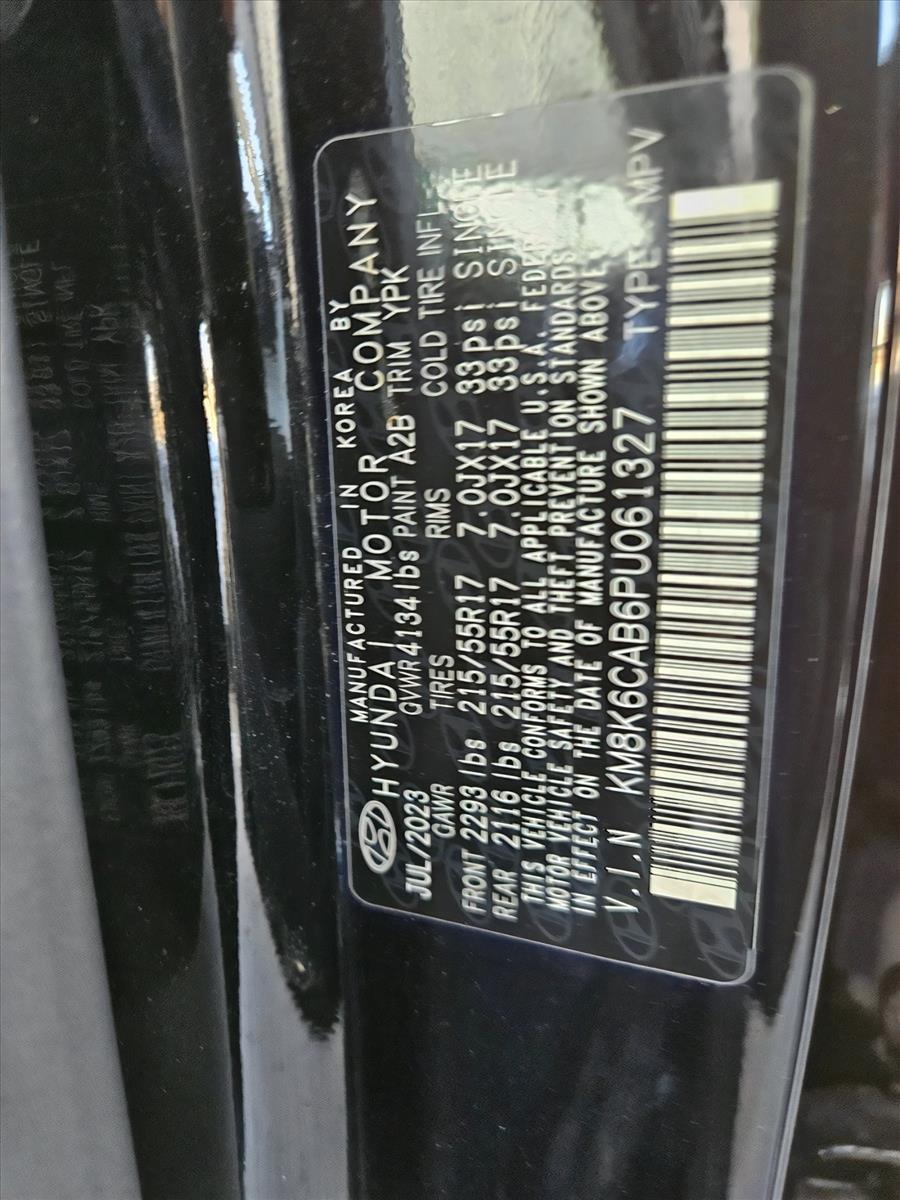 MANUFACTURED IN KOREA BY
HYUNDAI MOTOR COMPANY
JUL/2023 GVWR 4134 lbs PAINT A2B TRIM YPK
GAWR TIRES RIMS COLD TIRE INFL
FRONT 2293 lbs 215/55R17 7.0JX17 33psi SINGLE
REAR 2116 lbs 215/55R17 7.0JX17 33psi SINGLE
THIS VEHICLE CONFORMS TO ALL APPLICABLE U.S.A. FEDER
MOTOR VEHICLE SAFETY AND THEFT PREVENTION STANDARDS
IN EFFECT ON THE DATE OF MANUFACTURE SHOWN ABOVE
V.I.N KM8K6CAB6PU061327 TYPE MPV